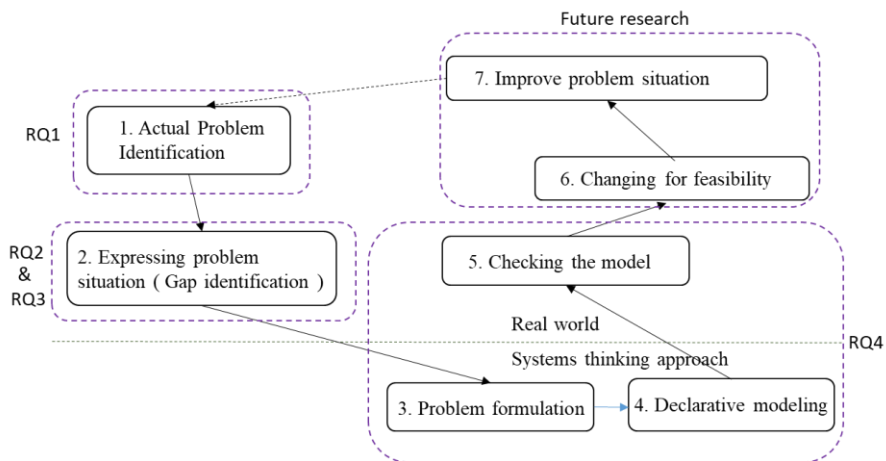 Future research
7. Improve problem situation
RQ1
1. Actual Problem
Identification
6. Changing for feasibility
RQ2
&
RQ3
2. Expressing problem
situation ( Gap identification )
5. Checking the model
Real world
RQ4
Systems thinking approach
3. Problem formulation
4. Declarative modeling